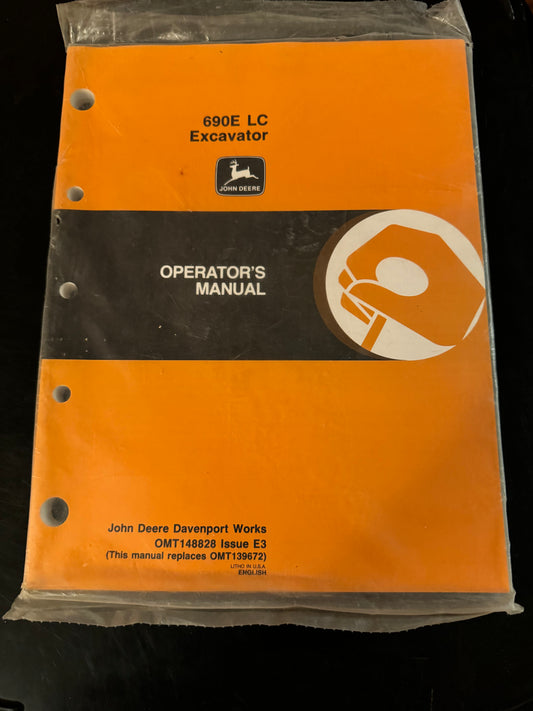 690E LC
Excavator
JOHN DEERE
OPERATOR'S
MANUAL
John Deere Davenport Works
OMT148828 Issue E3
(This manual replaces OMT139672)
LITHO IN U.S.A.
ENGLISH